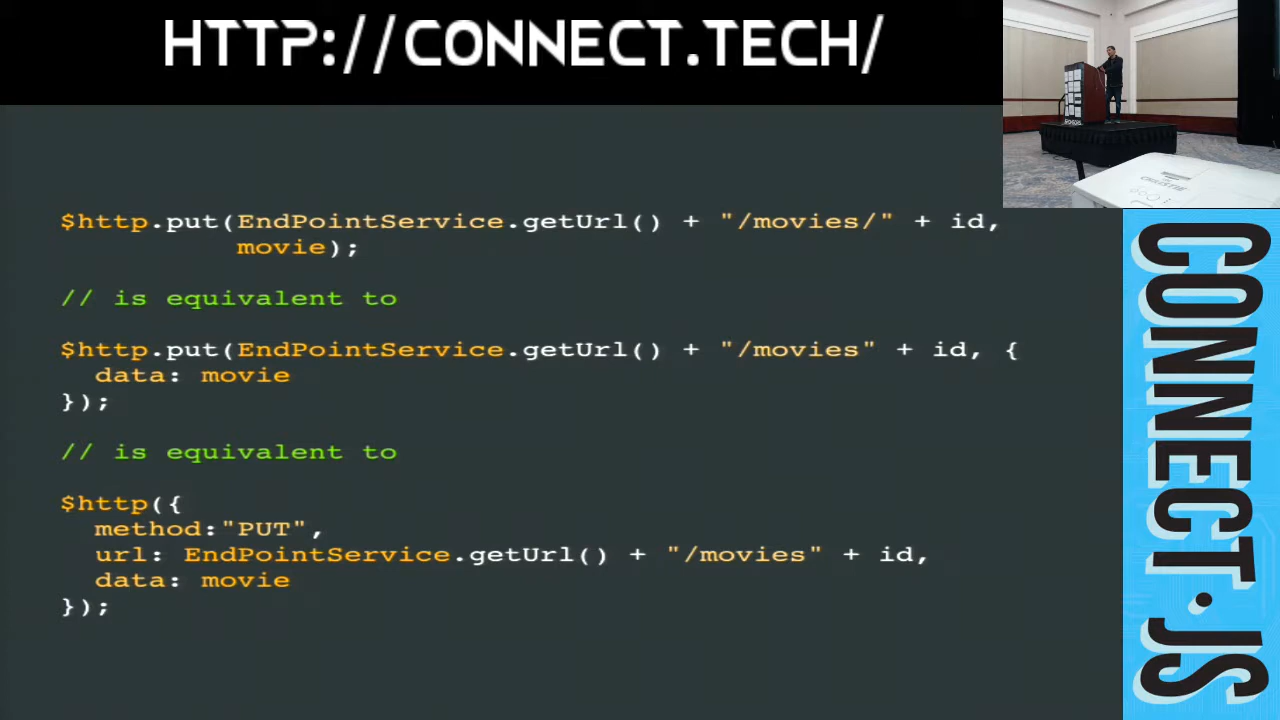 HTTP://CONNECT.TECH/
$http.put(EndPointService.getUrl() + "/movies/" + id,
movie);
// is equivalent to
$http.put(EndPointService.getUrl() + "/movies" + id, {
data: movie
});
// is equivalent to
$http({
method:"PUT",
url: EndPointService.getUrl() + "/movies" + id,
data: movie
});
CHRISTIE
CONNECT.JS